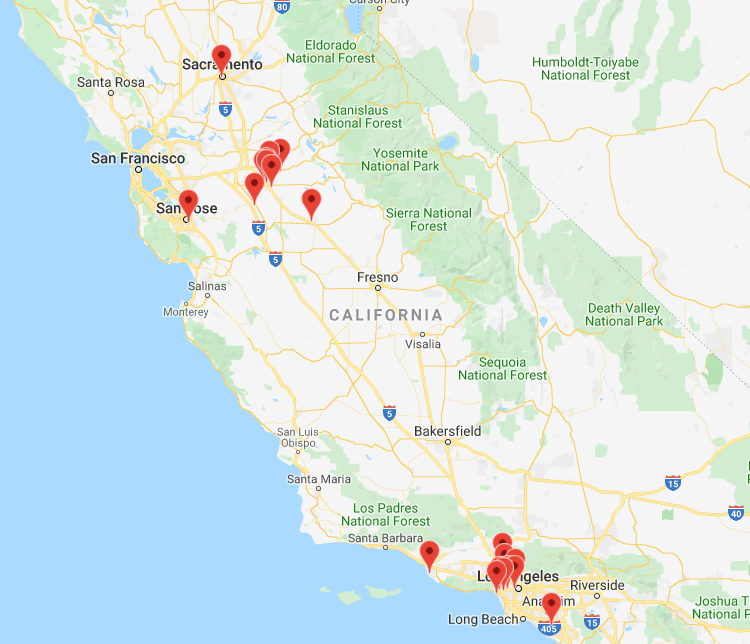 Carson City
80
Eldorado
National Forest
Humboldt-Toiyabe
National Forest
Sacramento
Santa Rosa
5
Stanislaus
National Forest
San Francisco
Yosemite
National Park
San Jose
Sierra National
Forest
5
5
Fresno
Salinas
Monterey
CALIFORNIA
Death Valley
National Park
Visalia
Sequoia
National Forest
5
Bakersfield
San Luis
Obispo
Santa Maria
15
Los Padres
National Forest
40
Santa Barbara
Los Angeles
Riverside
Anaheim
Joshua T
National P
Long Beach
405
15